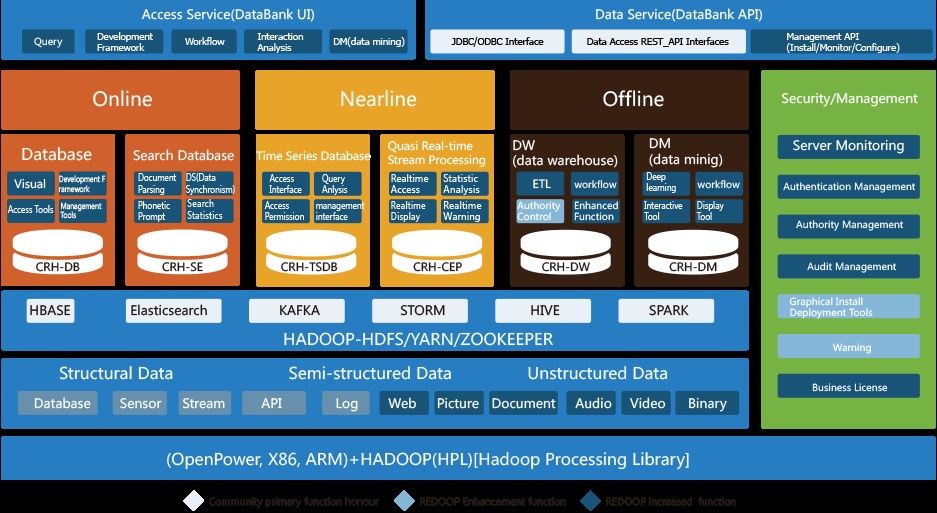 Access Service(DataBank UI)
Query
Development
Framework
Workflow
Interaction
Analysis
DM(data mining)
Data Service(DataBank API)
JDBC/ODBC Interface
Data Access REST_API Interfaces
Management API
(Install/Monitor/Configure)
Online
Nearline
Offline
Database
Visual
Development F
ramework
Access Tools
Management
Tools
CRH-DB
Search Database
Document
Parsing
DS(Data
Synchronism)
Phonetic
Prompt
Search
Statistics
CRH-SE
Time Series Database
Access
Interface
Query
Anlysis
Access
Permission
management
interface
CRH-TSDB
Quasi Real-time
Stream Processing
Realtime
Access
Statistic
Analysis
Realtime
Display
Realtime
Warning
CRH-CEP
DW
(data warehouse)
ETL
workflow
Authority
Control
Enhanced
Function
CRH-DW
DM
(data minig)
Deep
learning
workflow
Interactive
Tool
Display
Tool
CRH-DM
Security/Management
Server Monitoring
Authentication Management
Authority Management
Audit Management
Graphical Install
Deployment Tools
Warning
Business License
HBASE
Elasticsearch
KAFKA
STORM
HIVE
SPARK
HADOOP-HDFS/YARN/ZOOKEEPER
Structural Data
Semi-structured Data
Unstructured Data
Database
Sensor
Stream
API
Log
Web
Picture
Document
Audio
Video
Binary
(OpenPower, X86, ARM)+HADOOP(HPL)[Hadoop Processing Library]
Community primary function honour
REDOOP Enhancement function
REDOOP Increased function